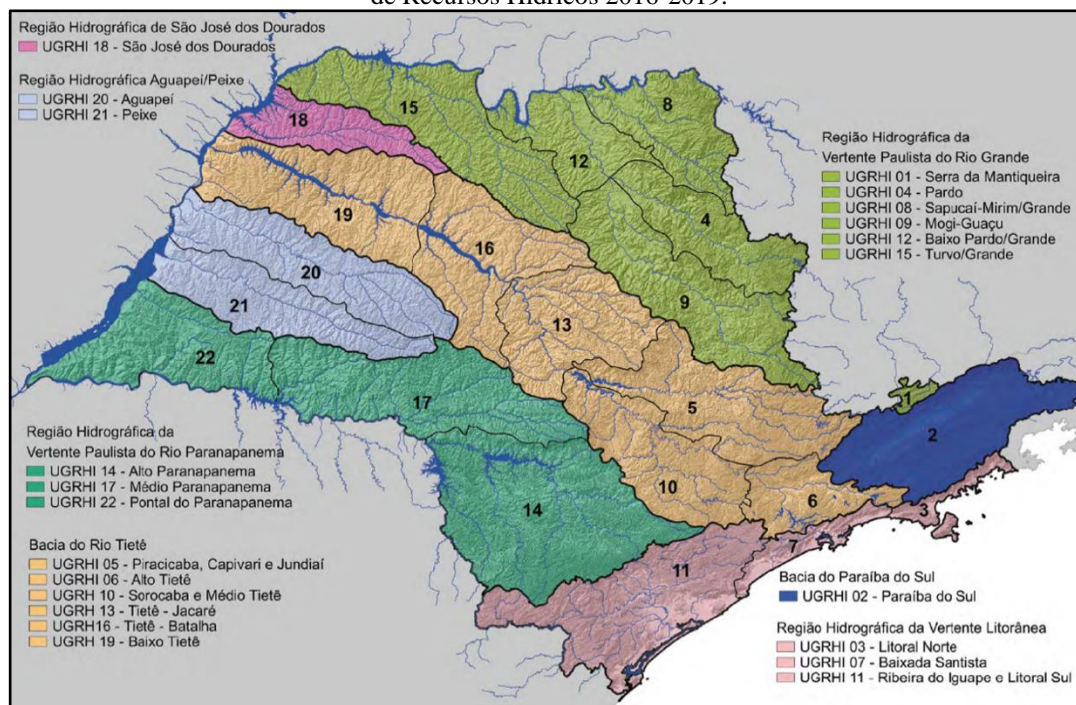 de Recursos Hídricos 2016-2019.
Região Hidrográfica de São José dos Dourados
UGRHI 18 - São José dos Dourados
Região Hidrográfica Aguapeí/Peixe
UGRHI 20 - Aguapeí
UGRHI 21 - Peixe
Região Hidrográfica da
Vertente Paulista do Rio Grande
UGRHI 01 - Serra da Mantiqueira
UGRHI 04 - Pardo
UGRHI 08 - Sapucaí-Mirim/Grande
UGRHI 09 - Mogi-Guaçu
UGRHI 12 - Baixo Pardo/Grande
UGRHI 15 - Turvo/Grande
15
8
18
12
4
19
16
20
9
21
13
22
1
17
5
2
10
6
14
3
7
11
Região Hidrográfica da
Vertente Paulista do Rio Paranapanema
UGRHI 14 - Alto Paranapanema
UGRHI 17 - Médio Paranapanema
UGRHI 22 - Pontal do Paranapanema
Bacia do Rio Tietê
UGRHI 05 - Piracicaba, Capivari e Jundiaí
UGRHI 06 - Alto Tietê
UGRH 10 - Sorocaba e Médio Tietê
UGRH 13 - Tietê - Jacaré
UGRH16 - Tietê - Batalha
UGRH 19 - Baixo Tietê
Bacia do Paraíba do Sul
UGRHI 02 - Paraíba do Sul
Região Hidrográfica da Vertente Litorânea
UGRHI 03 - Litoral Norte
UGRHI 07 - Baixada Santista
UGRHI 11 - Ribeira do Iguape e Litoral Sul